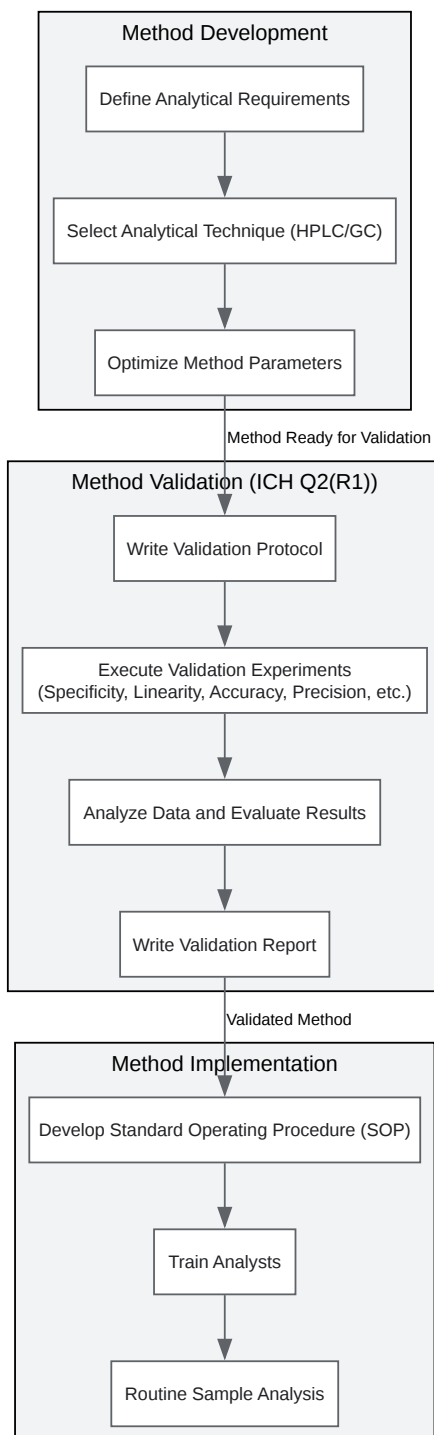 Method Development
Define Analytical Requirements
Select Analytical Technique (HPLC/GC)
Optimize Method Parameters
Method Ready for Validation
Method Validation (ICH Q2(R1))
Write Validation Protocol
Execute Validation Experiments
(Specificity, Linearity, Accuracy, Precision, etc.)
Analyze Data and Evaluate Results
Write Validation Report
Validated Method
Method Implementation
Develop Standard Operating Procedure (SOP)
Train Analysts
Routine Sample Analysis